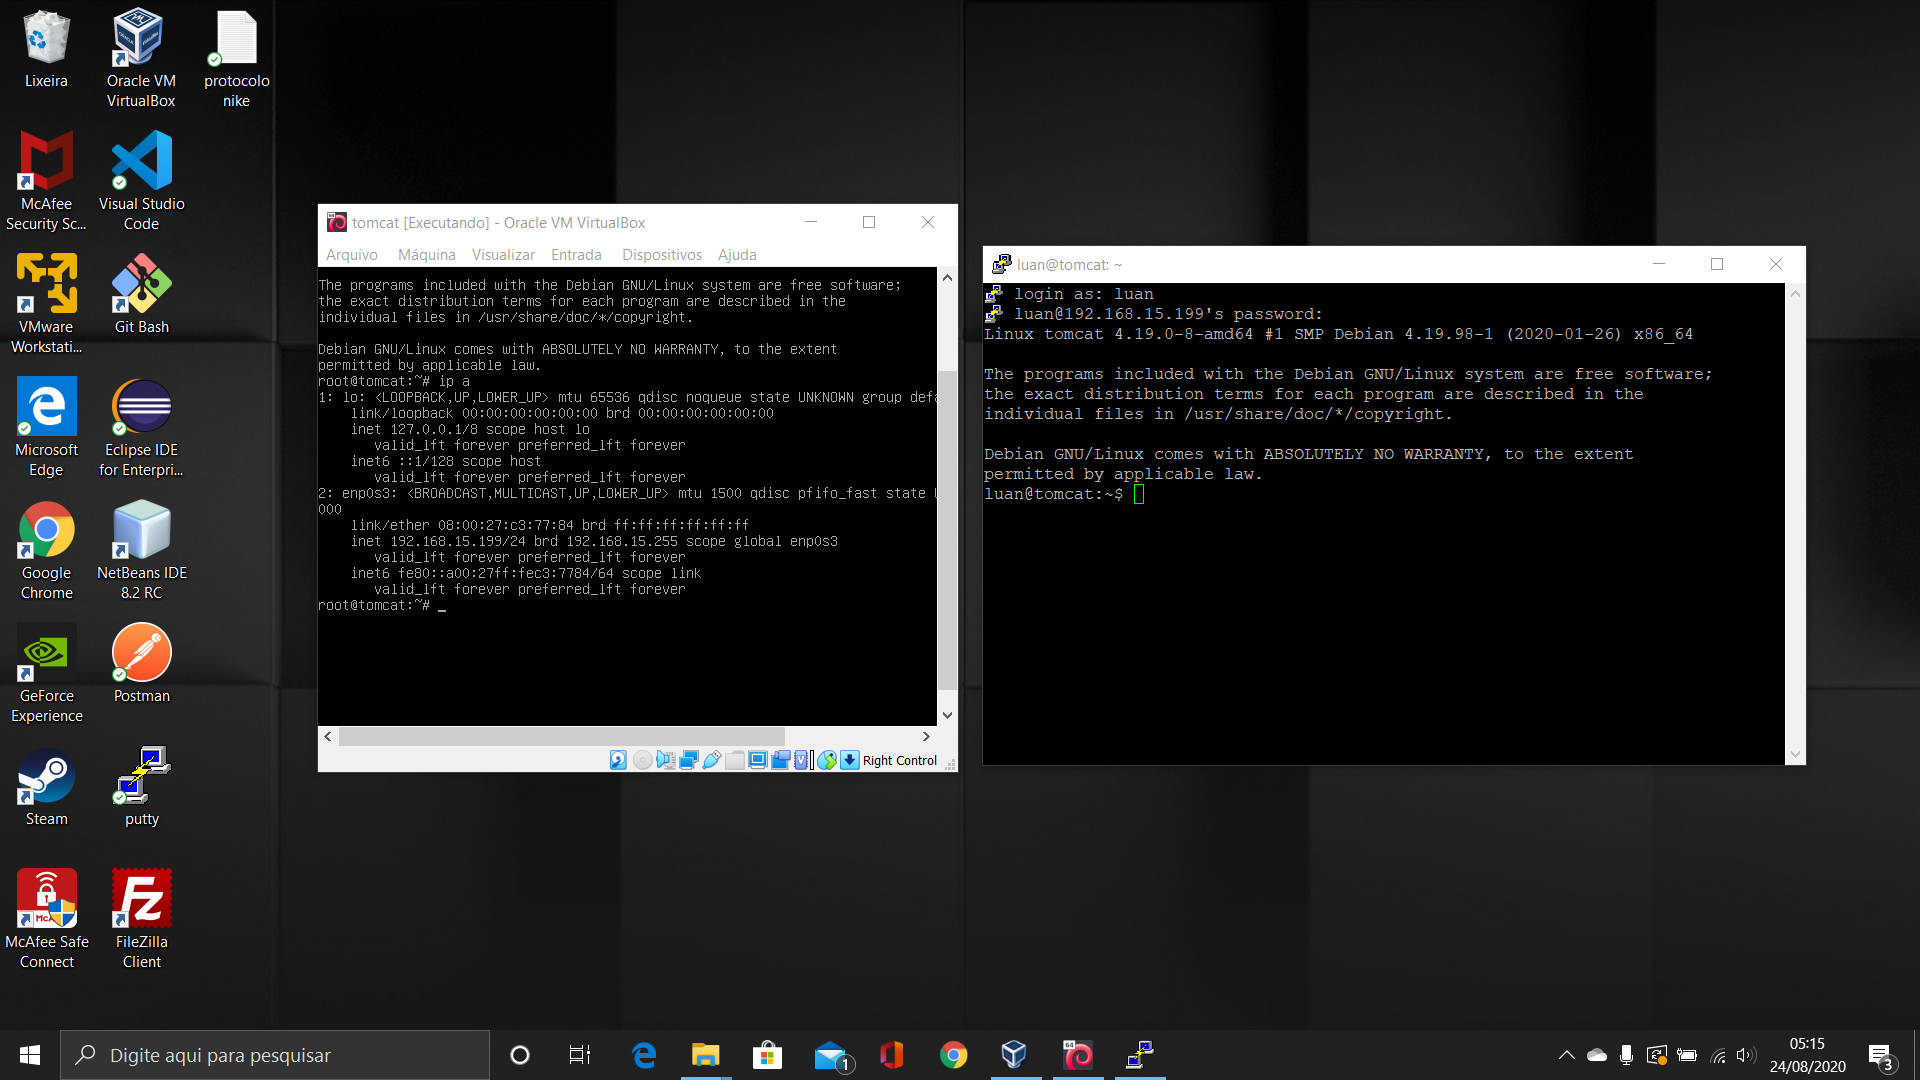 Lixeira
Oracle VM
VirtualBox
protocolo
nike
McAfee
Security Sc...
Visual Studio
Code
VMware
Workstati...
Git Bash
Microsoft
Edge
Eclipse IDE
for Enterpri...
Google
Chrome
NetBeans IDE
8.2 RC
GeForce
Experience
Postman
Steam
putty
McAfee Safe
Connect
FileZilla
Client
tomcat [Executando] - Oracle VM VirtualBox
Arquivo Máquina Visualizar Entrada Dispositivos Ajuda
The programs included with the Debian GNU/Linux system are free software;
the exact distribution terms for each program are described in the
individual files in /usr/share/doc/*/copyright.
Debian GNU/Linux comes with ABSOLUTELY NO WARRANTY, to the extent
permitted by applicable law.
root@tomcat:~# ip a
1: lo: <LOOPBACK,UP,LOWER_UP> mtu 65536 qdisc noqueue state UNKNOWN group defa
link/loopback 00:00:00:00:00:00 brd 00:00:00:00:00:00
inet 127.0.0.1/8 scope host lo
valid_lft forever preferred_lft forever
inet6 ::1/128 scope host
valid_lft forever preferred_lft forever
2: enp0s3: <BROADCAST,MULTICAST,UP,LOWER_UP> mtu 1500 qdisc pfifo_fast state
000
link/ether 08:00:27:c3:77:84 brd ff:ff:ff:ff:ff:ff
inet 192.168.15.199/24 brd 192.168.15.255 scope global enp0s3
valid_lft forever preferred_lft forever
inet6 fe80::a00:27ff:fec3:7784/64 scope link
valid_lft forever preferred_lft forever
root@tomcat:~# _
Right Control
luan@tomcat: ~
login as: luan
luan@192.168.15.199's password:
Linux tomcat 4.19.0-8-amd64 #1 SMP Debian 4.19.98-1 (2020-01-26) x86_64
The programs included with the Debian GNU/Linux system are free software;
the exact distribution terms for each program are described in the
individual files in /usr/share/doc/*/copyright.
Debian GNU/Linux comes with ABSOLUTELY NO WARRANTY, to the extent
permitted by applicable law.
luan@tomcat:~$
Digite aqui para pesquisar
1
64
05:15
24/08/2020
3